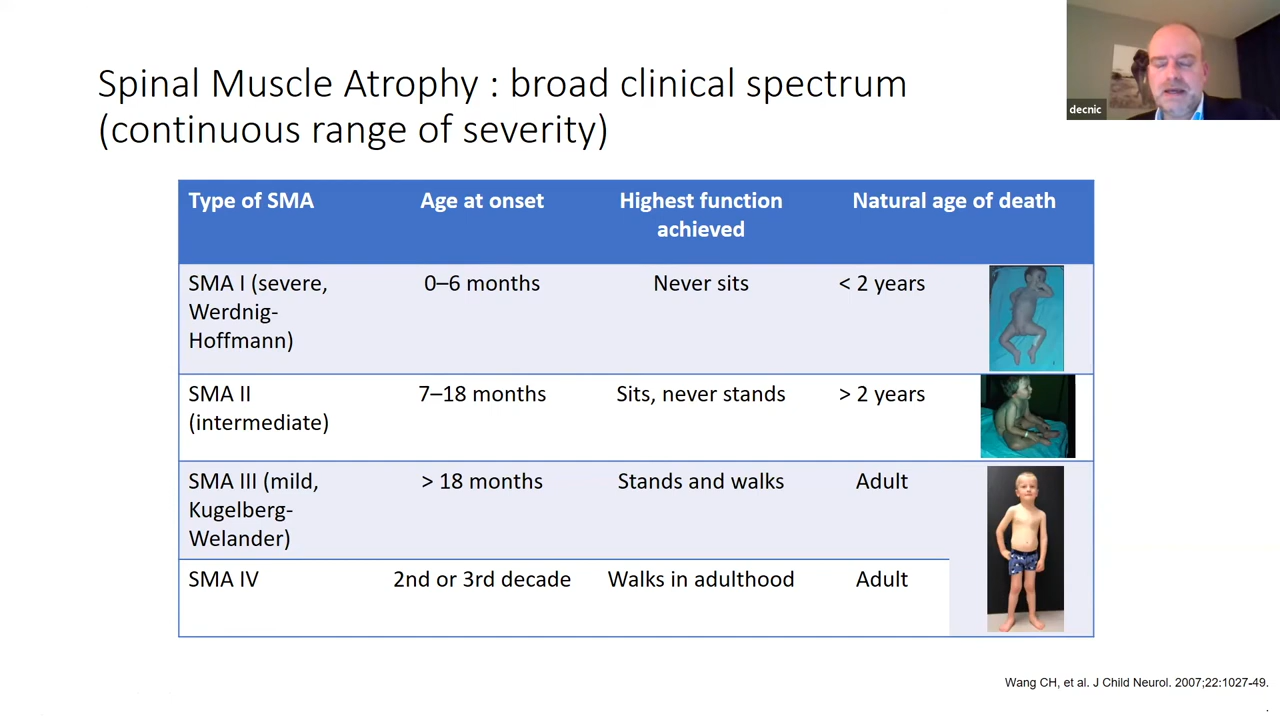 Spinal Muscle Atrophy : broad clinical spectrum
(continuous range of severity)
decnic
Type of SMA Age at onset Highest function achieved Natural age of death
SMA I (severe, Werdnig-Hoffmann) 0–6 months Never sits < 2 years
SMA II (intermediate) 7–18 months Sits, never stands > 2 years
SMA III (mild, Kugelberg-Welander) > 18 months Stands and walks Adult
SMA IV 2nd or 3rd decade Walks in adulthood Adult
Wang CH, et al. J Child Neurol. 2007;22:1027-49.